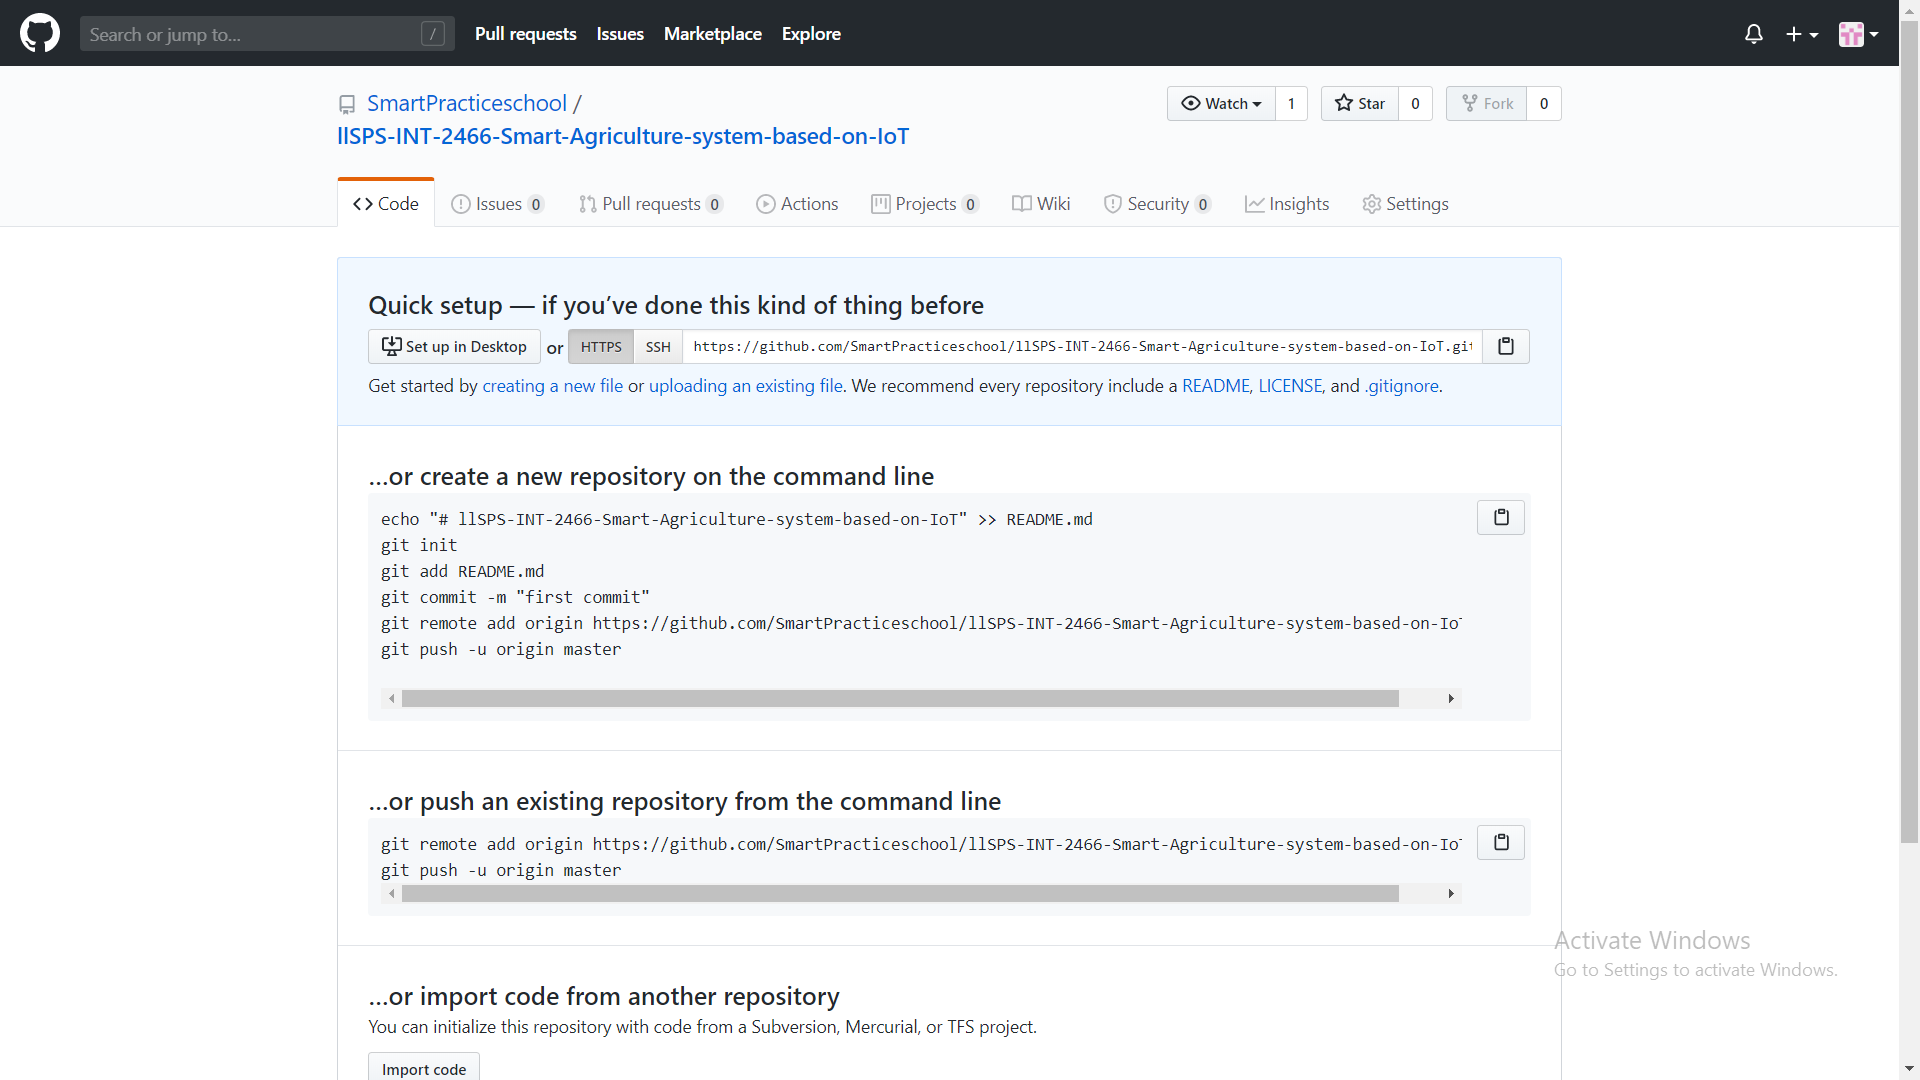 Search or jump to... /
Pull requests Issues Marketplace Explore
SmartPracticeschool /
llSPS-INT-2466-Smart-Agriculture-system-based-on-IoT
Watch 1 Star 0 Fork 0
Code Issues 0 Pull requests 0 Actions Projects 0 Wiki Security 0 Insights Settings
Quick setup — if you’ve done this kind of thing before
Set up in Desktop or HTTPS SSH https://github.com/SmartPracticeschool/llSPS-INT-2466-Smart-Agriculture-system-based-on-IoT.git
Get started by creating a new file or uploading an existing file. We recommend every repository include a README, LICENSE, and .gitignore.
…or create a new repository on the command line
echo "# llSPS-INT-2466-Smart-Agriculture-system-based-on-IoT" >> README.md
git init
git add README.md
git commit -m "first commit"
git remote add origin https://github.com/SmartPracticeschool/llSPS-INT-2466-Smart-Agriculture-system-based-on-Io
git push -u origin master
…or push an existing repository from the command line
git remote add origin https://github.com/SmartPracticeschool/llSPS-INT-2466-Smart-Agriculture-system-based-on-Io
git push -u origin master
…or import code from another repository
You can initialize this repository with code from a Subversion, Mercurial, or TFS project.
Import code
Activate Windows
Go to Settings to activate Windows.